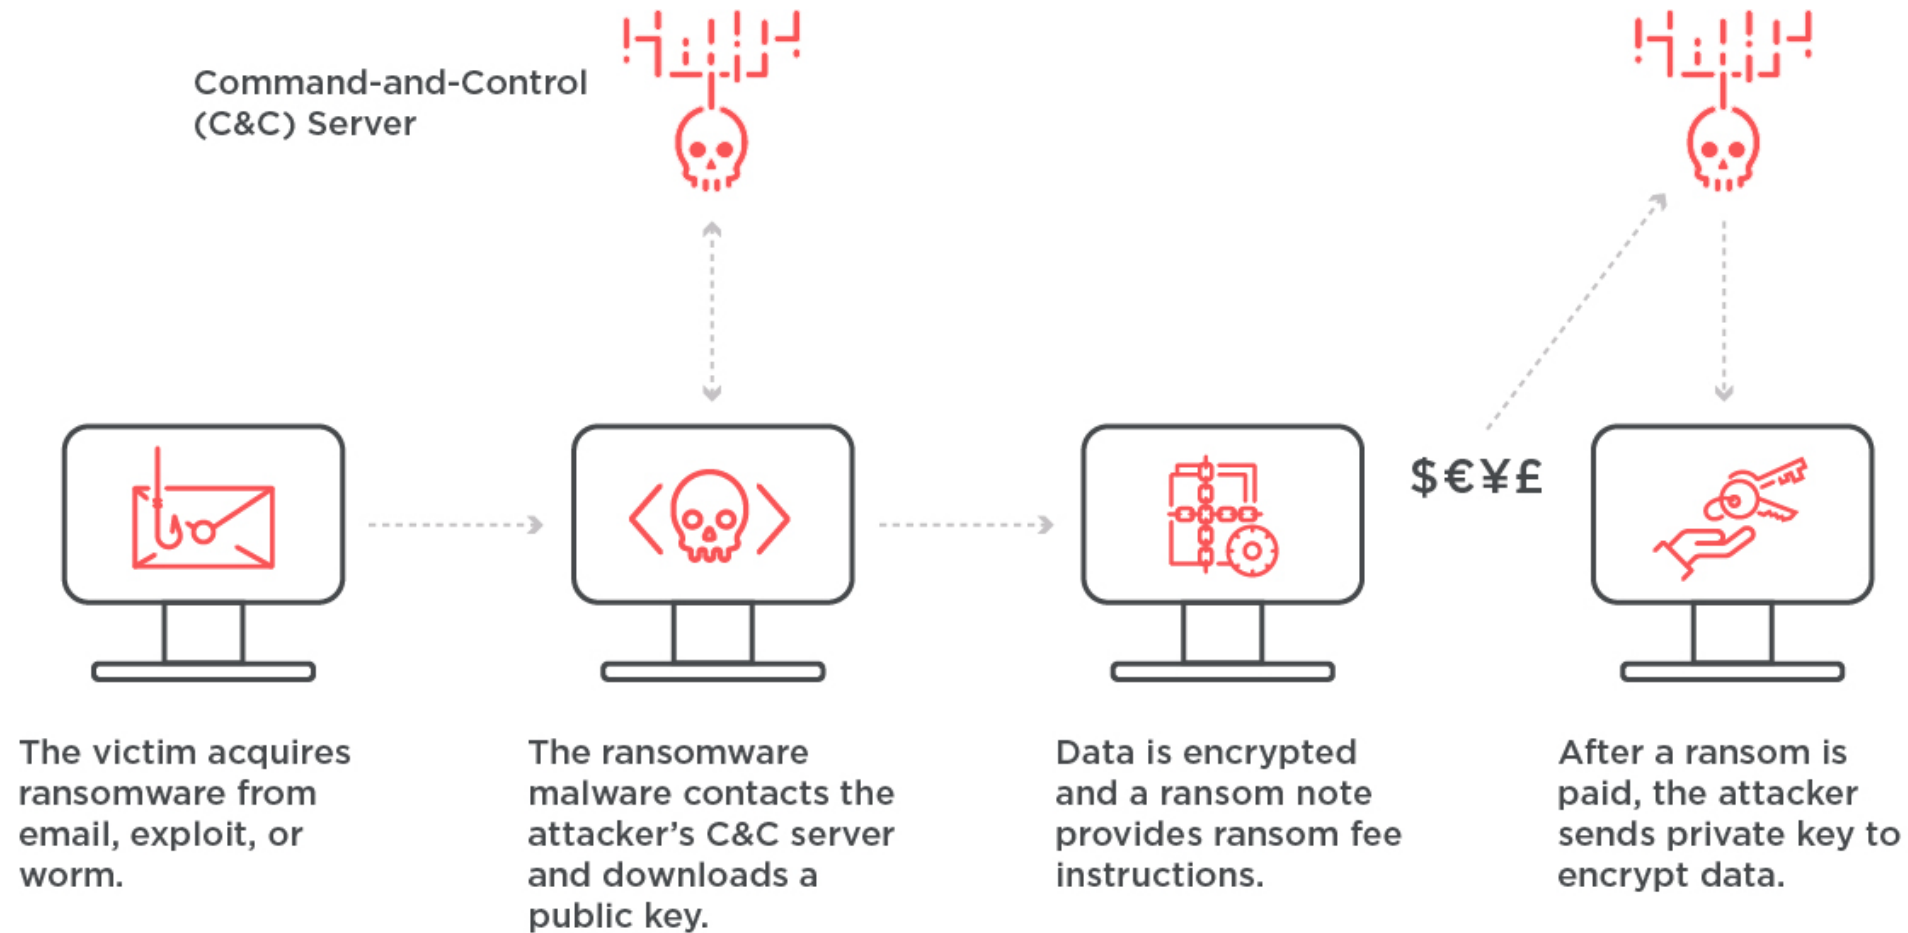 Command-and-Control
(C&C) Server
$€¥£
The victim acquires
ransomware from
email, exploit, or
worm.
The ransomware
malware contacts the
attacker’s C&C server
and downloads a
public key.
Data is encrypted
and a ransom note
provides ransom fee
instructions.
After a ransom is
paid, the attacker
sends private key to
encrypt data.